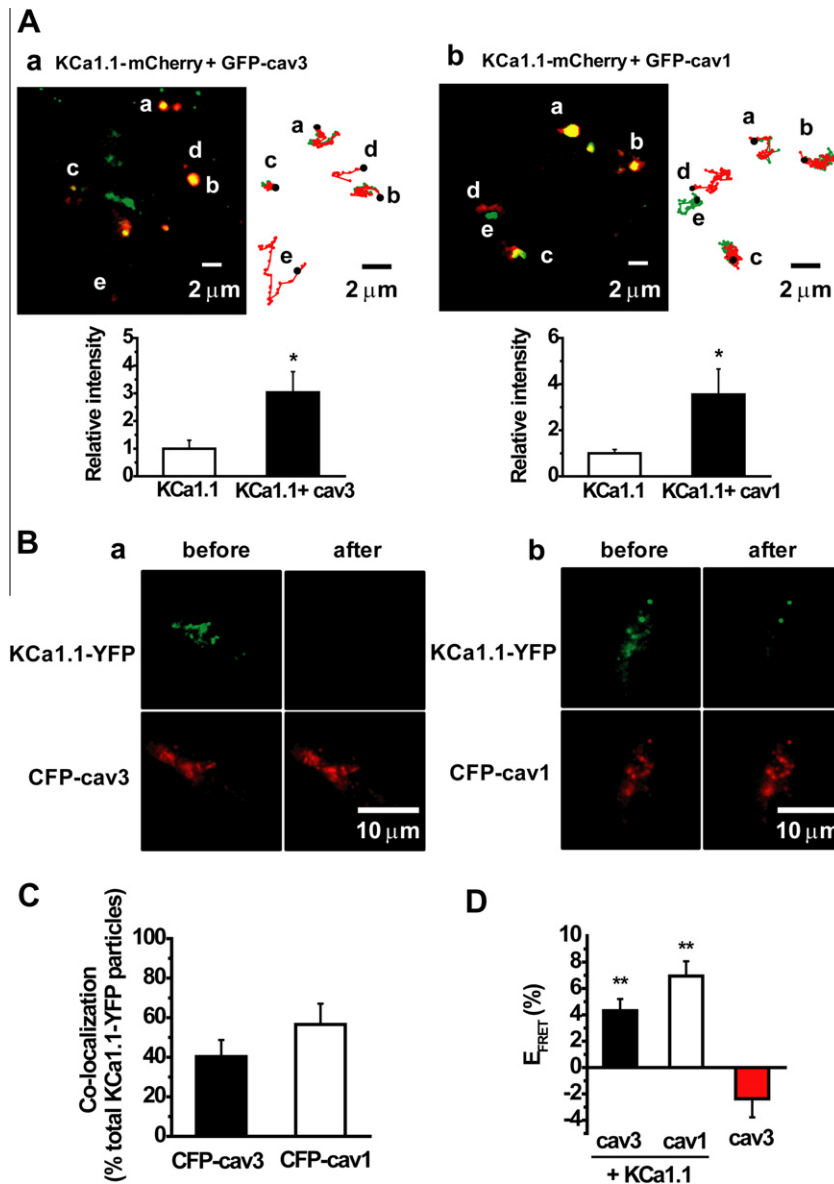 A
a KCa1.1-mCherry + GFP-cav3
a
d
c
b
e
2 μm
a
d
c
b
e
2 μm
Relative intensity
5
4
3
2
1
0
*
KCa1.1
KCa1.1+ cav3
b KCa1.1-mCherry + GFP-cav1
a
b
d
e
c
2 μm
a
b
d
e
c
2 μm
Relative intensity
6
4
2
0
*
KCa1.1
KCa1.1+ cav1
B
a
before after
KCa1.1-YFP
CFP-cav3
10 μm
b
before after
KCa1.1-YFP
CFP-cav1
10 μm
C
Co-localization
(% total KCa1.1-YFP particles)
100
80
60
40
20
0
CFP-cav3
CFP-cav1
D
E FRET (%)
10
8
6
4
2
0
-2
-4
**
**
cav3
cav1
cav3
+ KCa1.1